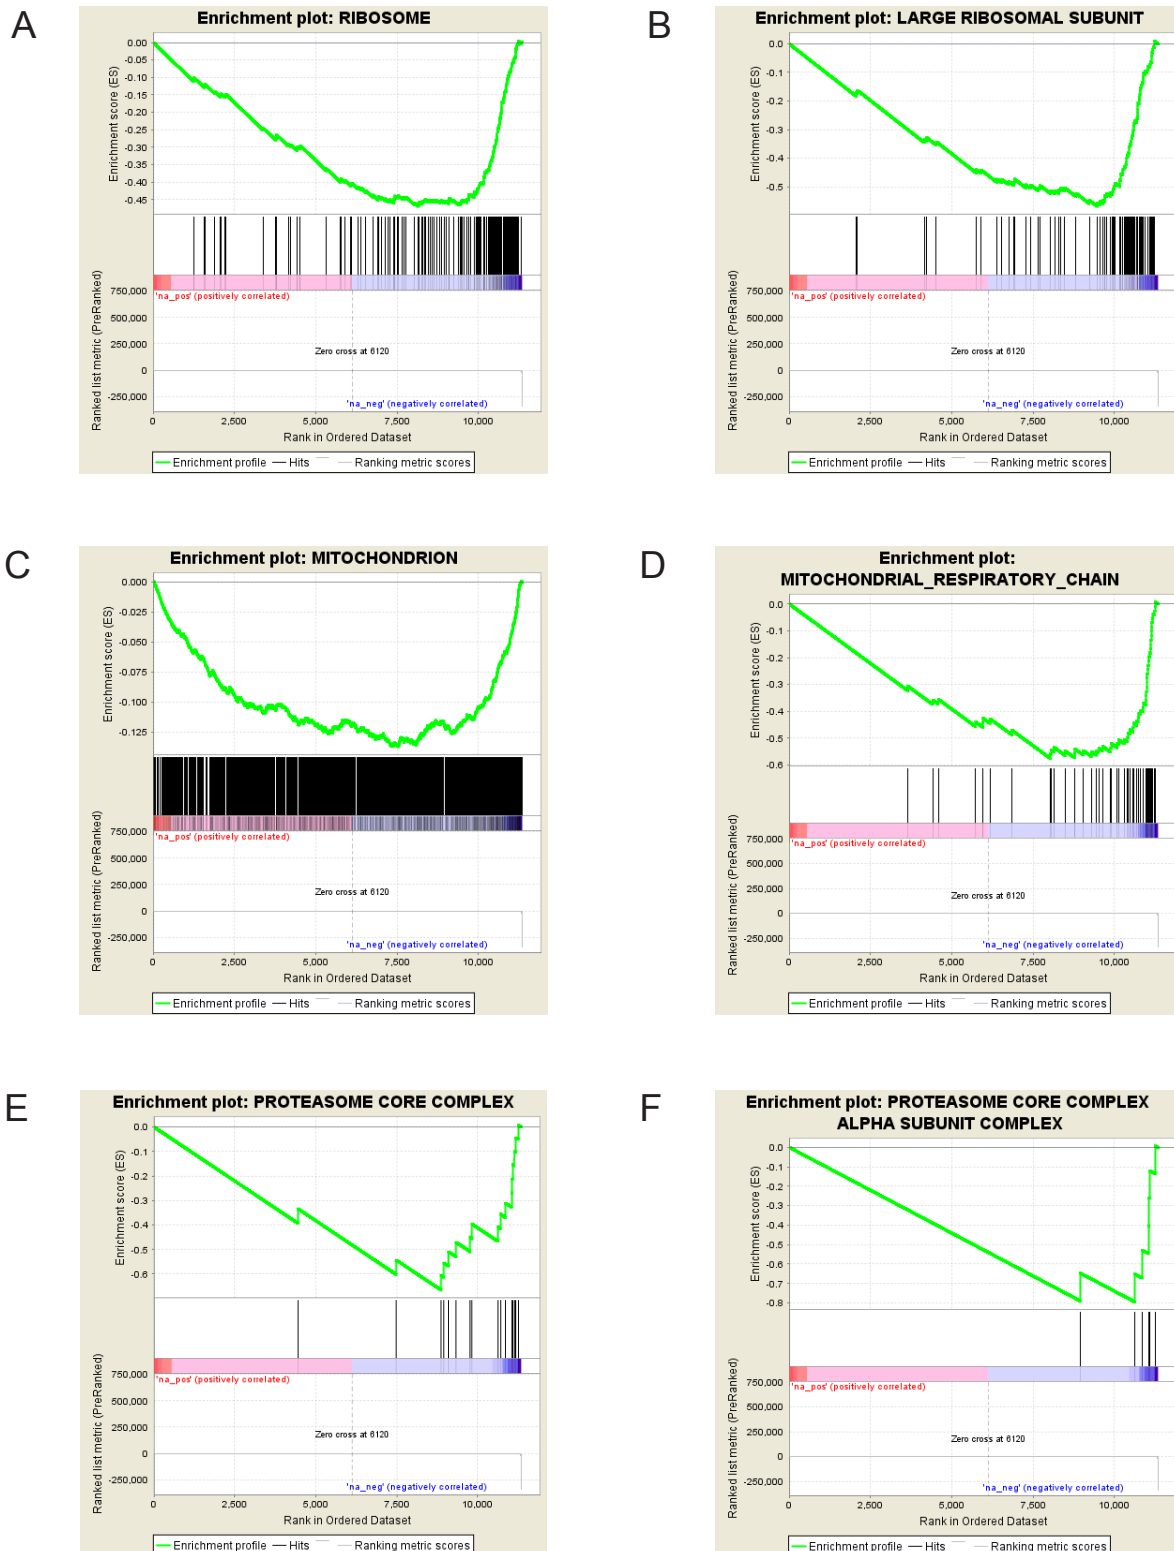 A
Enrichment plot: RIBOSOME
Enrichment score (ES)
0.00
-0.05
-0.10
-0.15
-0.20
-0.25
-0.30
-0.35
-0.40
-0.45
Ranked list metric (PreRanked)
750,000
500,000
250,000
0
-250,000
'na_pos' (positively correlated)
Zero cross at 6120
'na_neg' (negatively correlated)
0 2,500 5,000 7,500 10,000
Rank in Ordered Dataset
Enrichment profile Hits Ranking metric scores
B
Enrichment plot: LARGE RIBOSOMAL SUBUNIT
Enrichment score (ES)
0.0
-0.1
-0.2
-0.3
-0.4
-0.5
Ranked list metric (PreRanked)
750,000
500,000
250,000
0
-250,000
'na_pos' (positively correlated)
Zero cross at 6120
'na_neg' (negatively correlated)
0 2,500 5,000 7,500 10,000
Rank in Ordered Dataset
Enrichment profile Hits Ranking metric scores
C
Enrichment plot: MITOCHONDRION
Enrichment score (ES)
0.000
-0.025
-0.050
-0.075
-0.100
-0.125
Ranked list metric (PreRanked)
750,000
500,000
250,000
0
-250,000
'na_pos' (positively correlated)
Zero cross at 6120
'na_neg' (negatively correlated)
0 2,500 5,000 7,500 10,000
Rank in Ordered Dataset
Enrichment profile Hits Ranking metric scores
D
Enrichment plot:
MITOCHONDRIAL_RESPIRATORY_CHAIN
Enrichment score (ES)
0.0
-0.1
-0.2
-0.3
-0.4
-0.5
-0.6
Ranked list metric (PreRanked)
750,000
500,000
250,000
0
-250,000
'na_pos' (positively correlated)
Zero cross at 6120
'na_neg' (negatively correlated)
0 2,500 5,000 7,500 10,000
Rank in Ordered Dataset
Enrichment profile Hits Ranking metric scores
E
Enrichment plot: PROTEASOME CORE COMPLEX
Enrichment score (ES)
0.0
-0.1
-0.2
-0.3
-0.4
-0.5
-0.6
Ranked list metric (PreRanked)
750,000
500,000
250,000
0
-250,000
'na_pos' (positively correlated)
Zero cross at 6120
'na_neg' (negatively correlated)
0 2,500 5,000 7,500 10,000
Rank in Ordered Dataset
Enrichment profile Hits Ranking metric scores
F
Enrichment plot: PROTEASOME CORE COMPLEX
ALPHA SUBUNIT COMPLEX
Enrichment score (ES)
0.0
-0.1
-0.2
-0.3
-0.4
-0.5
-0.6
-0.7
-0.8
Ranked list metric (PreRanked)
750,000
500,000
250,000
0
-250,000
'na_pos' (positively correlated)
Zero cross at 6120
'na_neg' (negatively correlated)
0 2,500 5,000 7,500 10,000
Rank in Ordered Dataset
Enrichment profile Hits Ranking metric scores